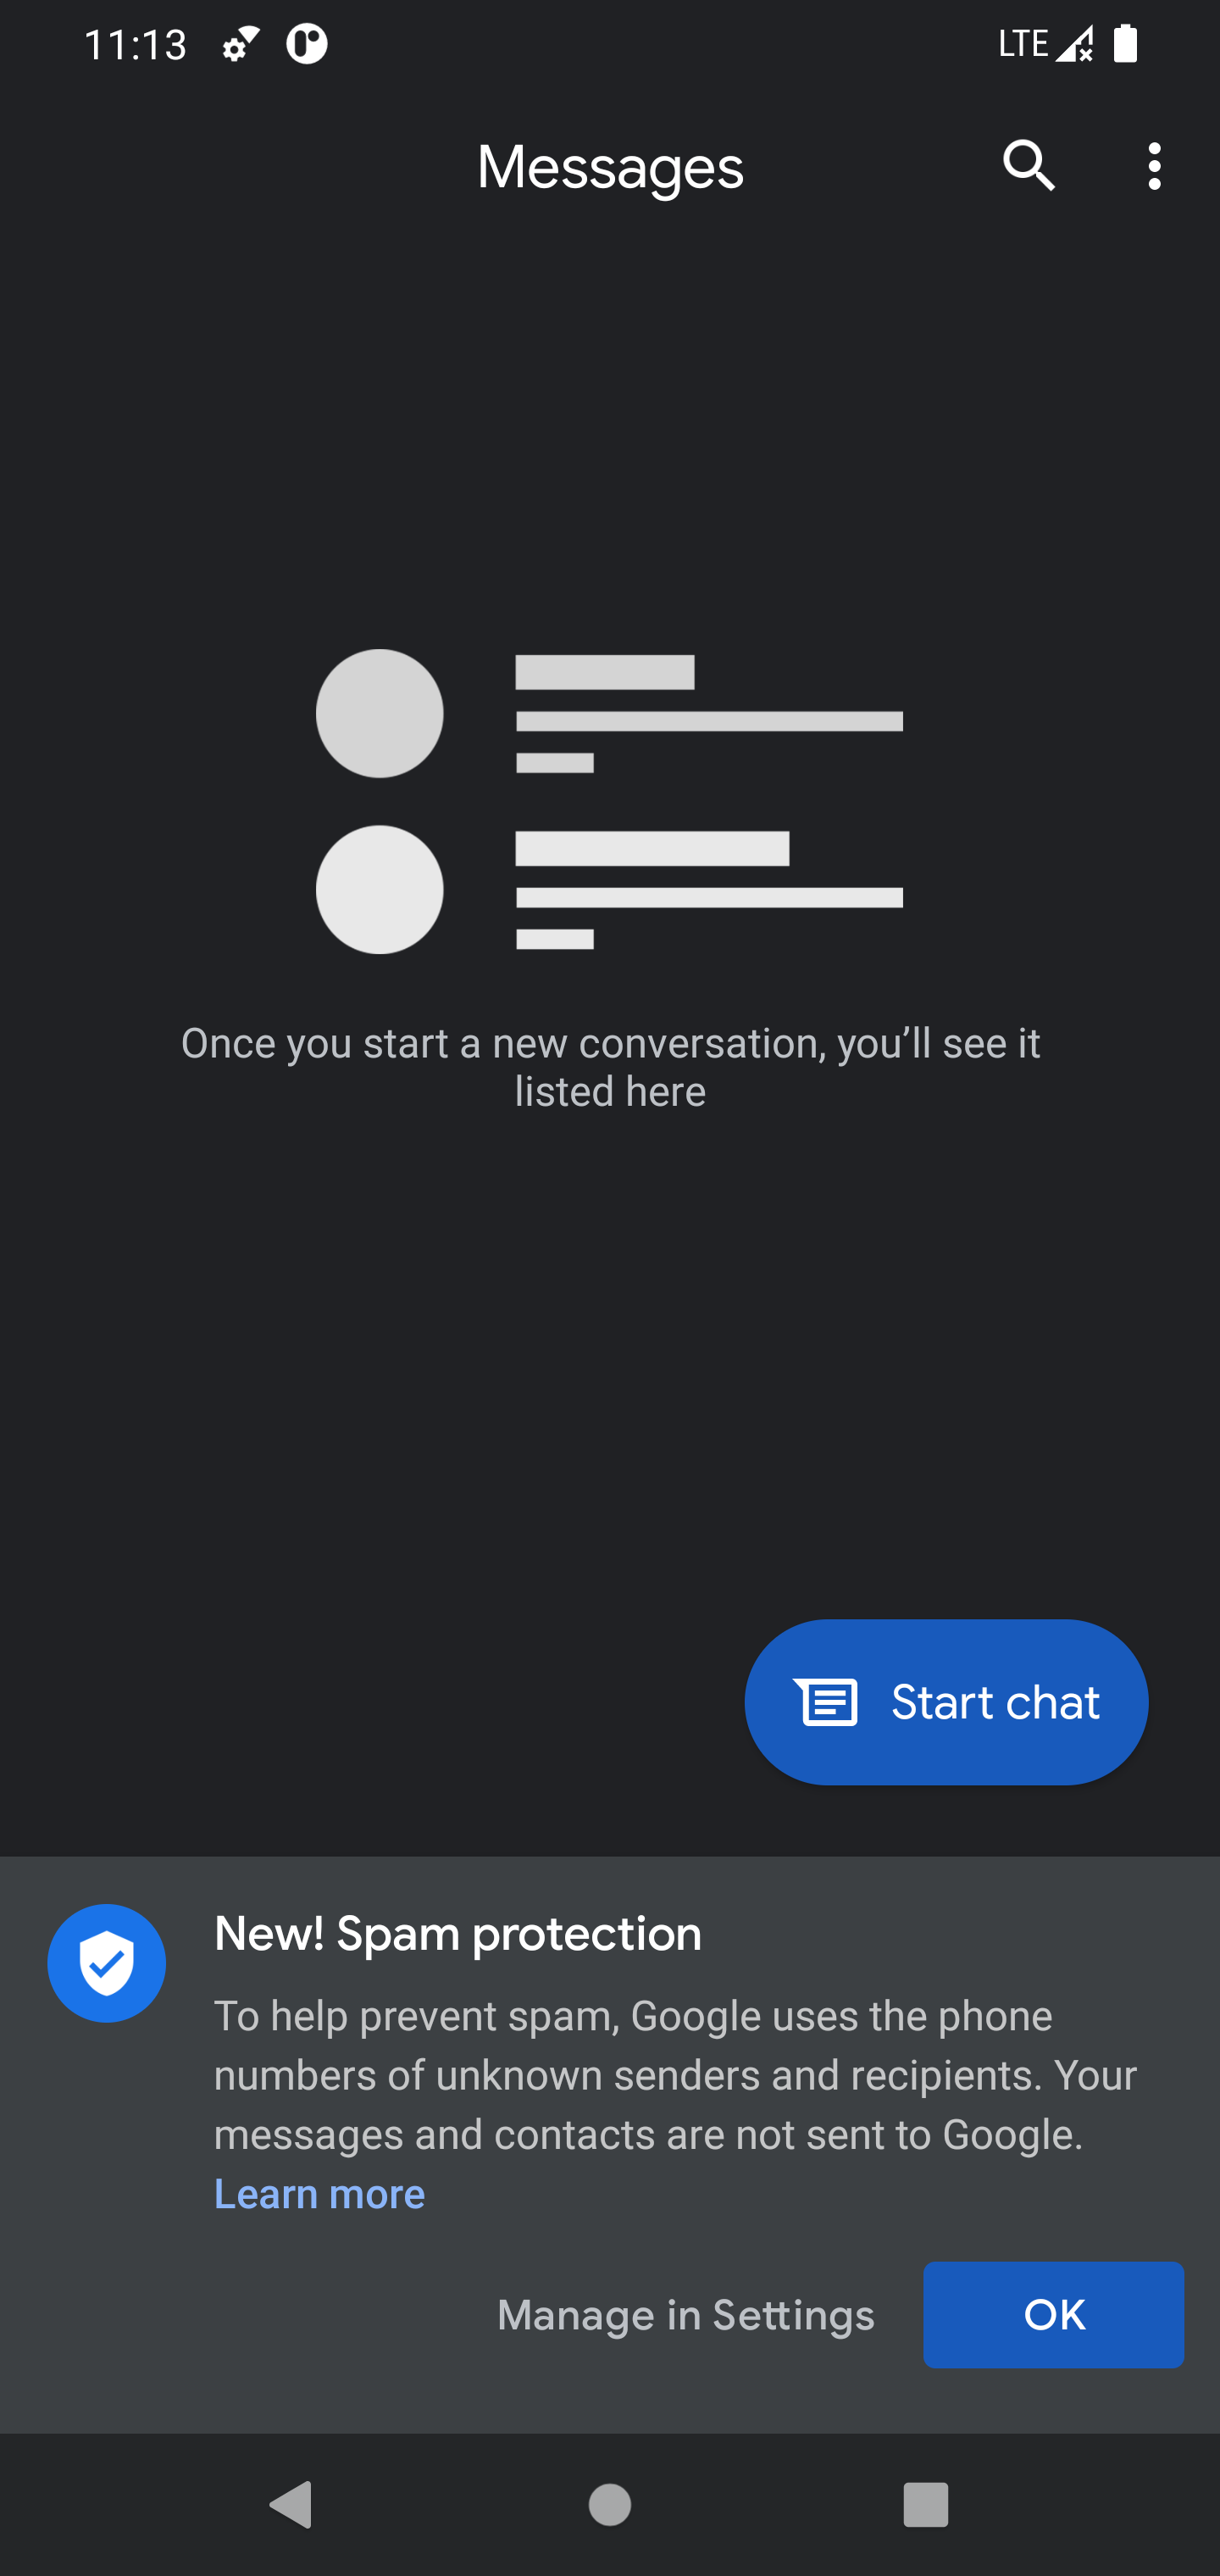 11:13
LTE
Messages
Once you start a new conversation, you’ll see it
listed here
Start chat
New! Spam protection
To help prevent spam, Google uses the phone
numbers of unknown senders and recipients. Your
messages and contacts are not sent to Google.
Learn more
Manage in Settings
OK